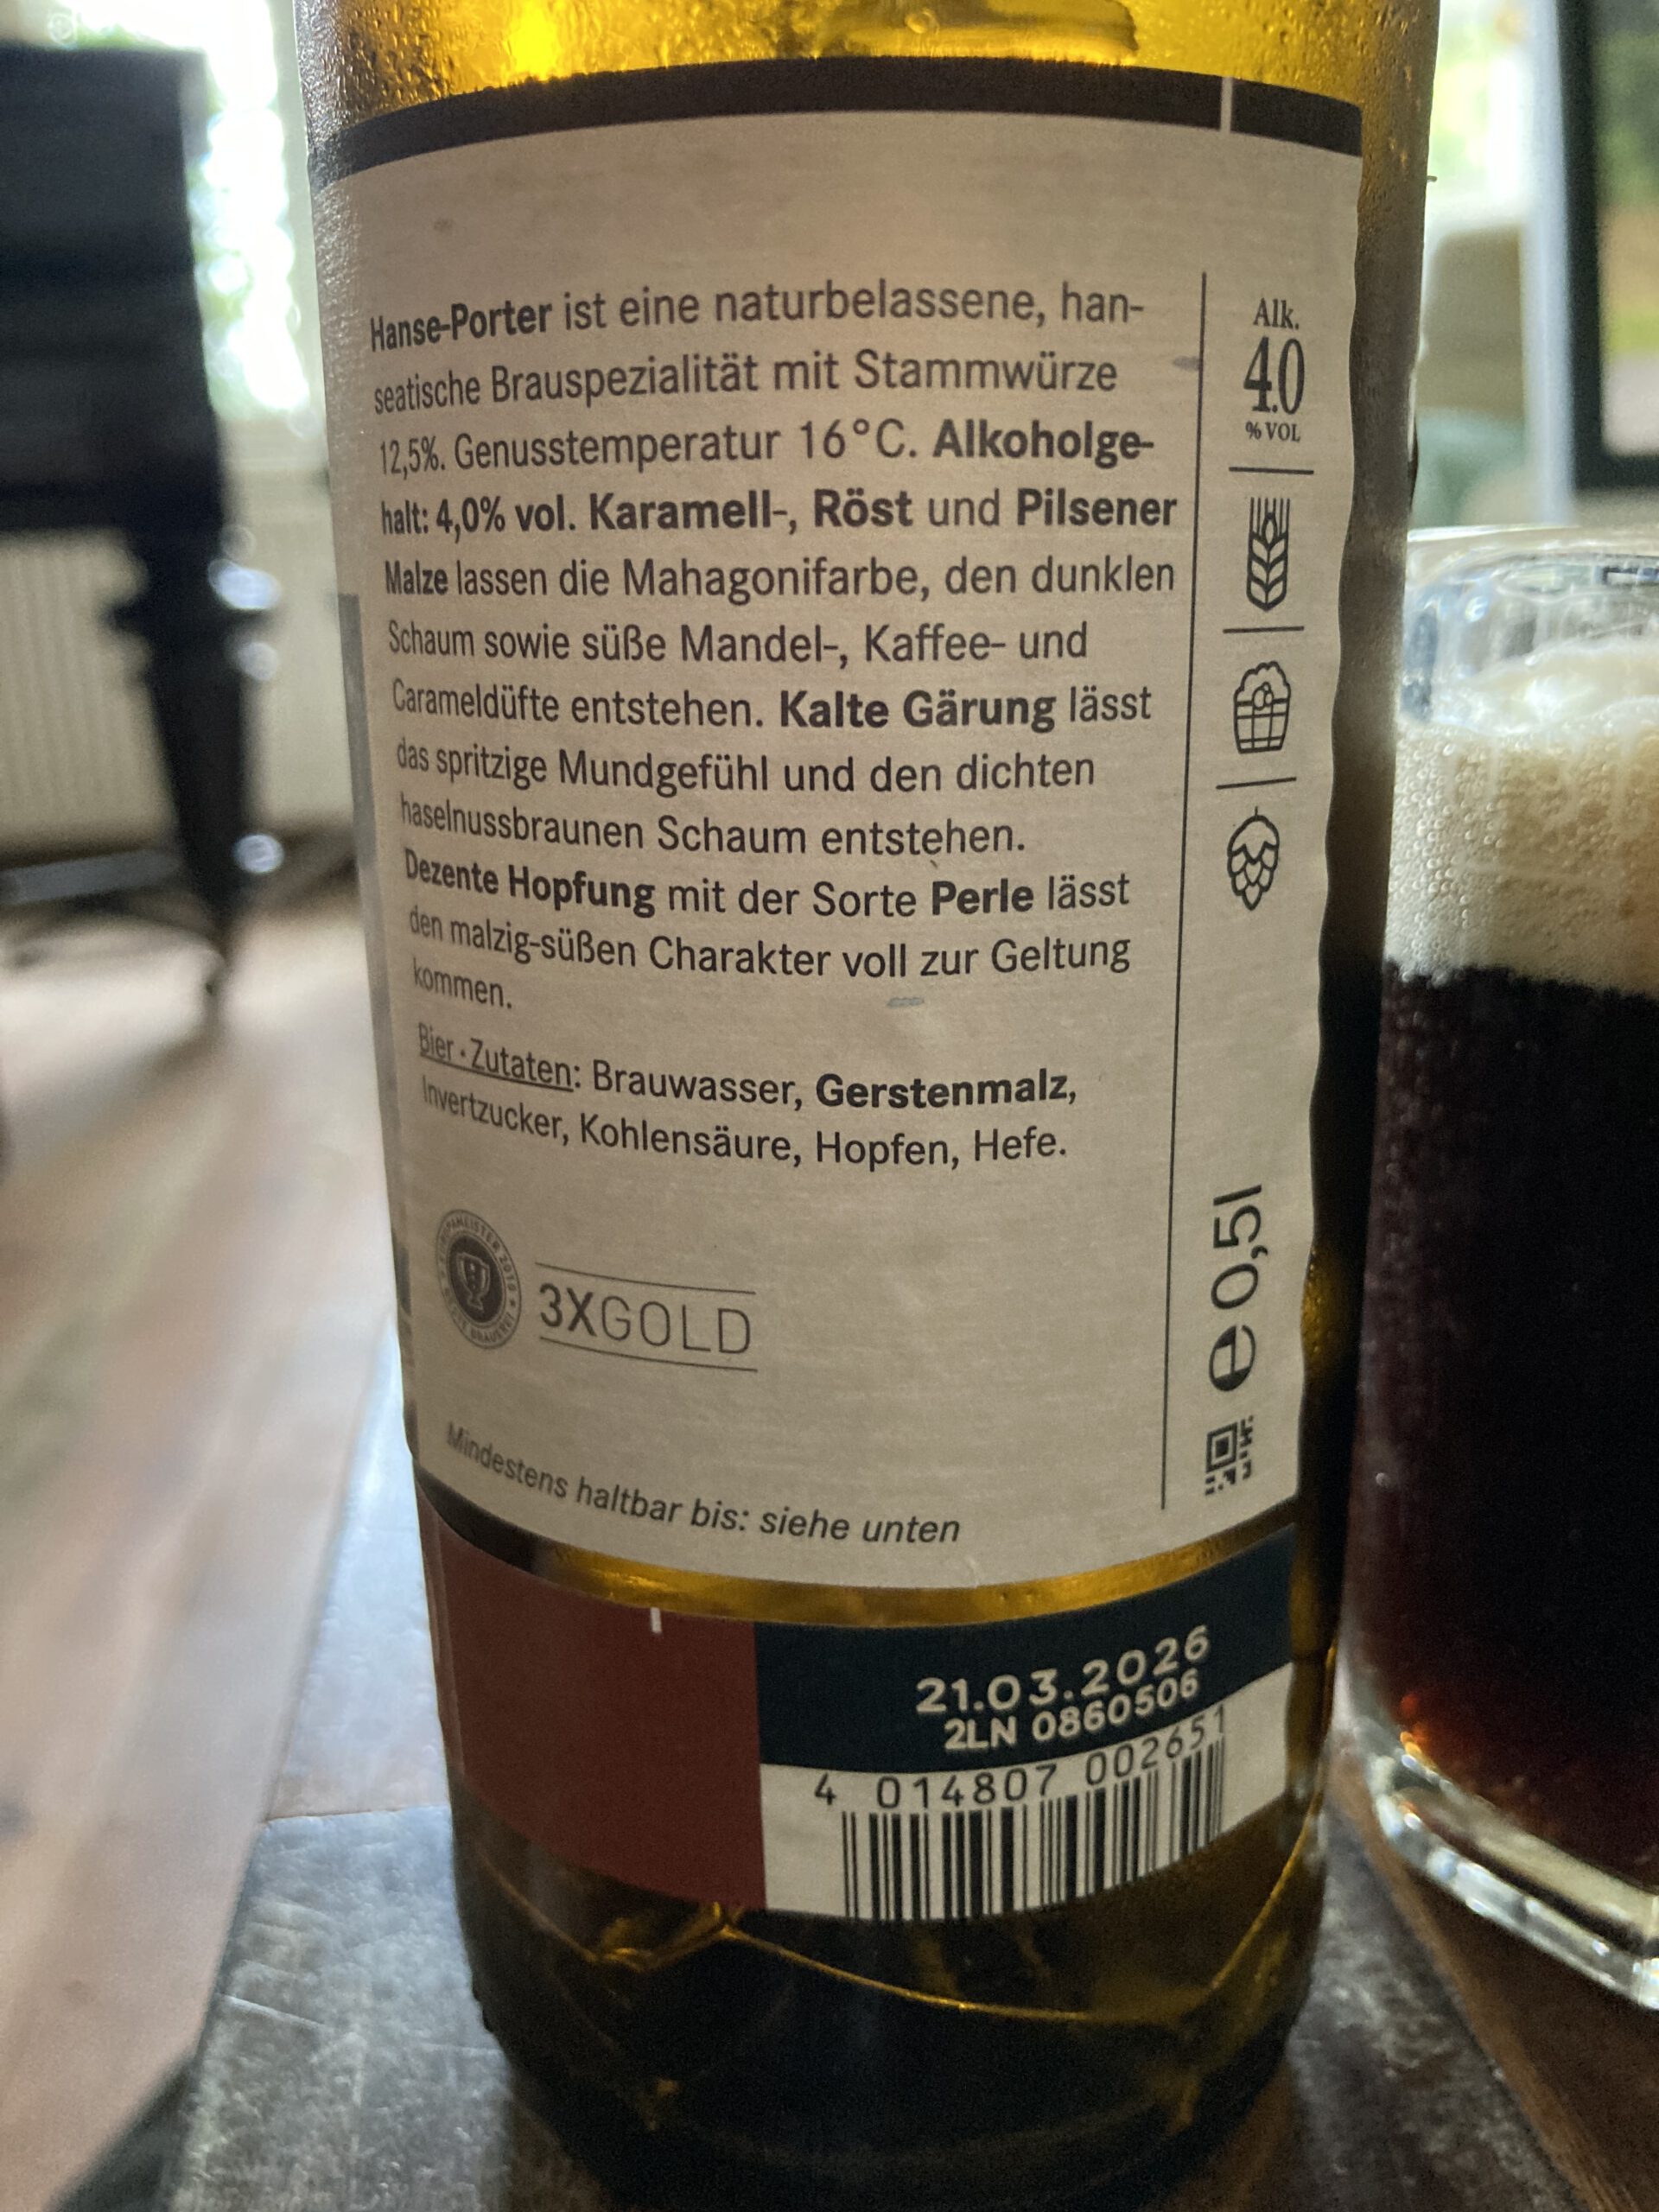 Hanse-Porter ist eine naturbelassene, han-
seatische Brauspezialität mit Stammwürze
12,5%. Genusstemperatur 16°C. Alkoholge-
halt: 4,0% vol. Karamell-, Röst und Pilsener
Malze lassen die Mahagonifarbe, den dunklen
Schaum sowie süße Mandel-, Kaffee- und
Carameldüfte entstehen. Kalte Gärung lässt
das spritzige Mundgefühl und den dichten
haselnussbraunen Schaum entstehen.
Dezente Hopfung mit der Sorte Perle lässt
den malzig-süßen Charakter voll zur Geltung
kommen.
Bier · Zutaten: Brauwasser, Gerstenmalz,
Invertzucker, Kohlensäure, Hopfen, Hefe.
3XGOLD
Mindestens haltbar bis: siehe unten
Alk.
4.0
% VOL
e 0,5l
21.03.2026
2LN 0860506
4 014807 002651